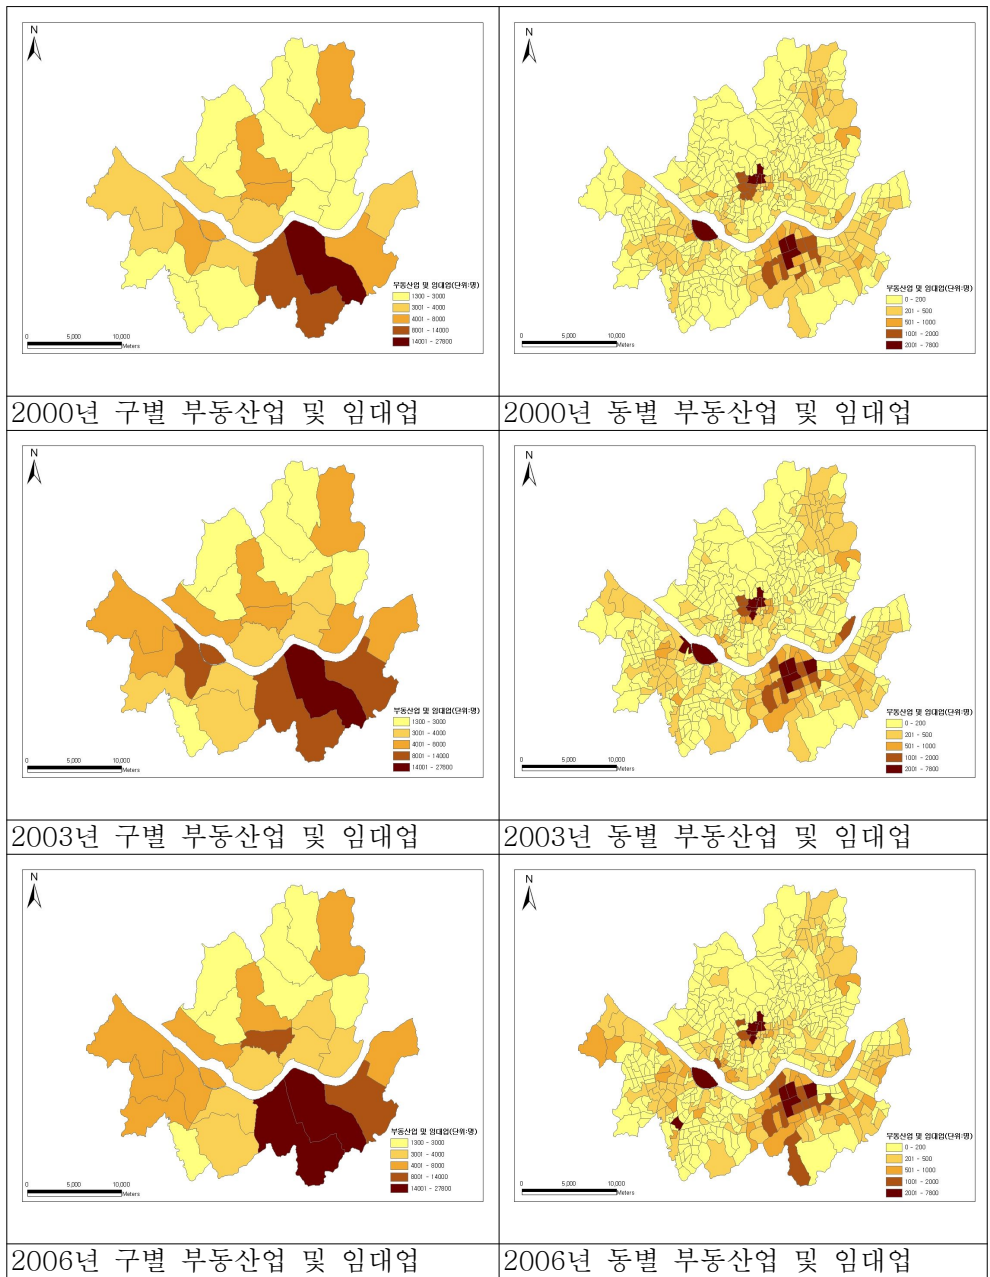 N
부동산업 및 임대업(단위:명)
1300 - 3000
3001 - 4000
4001 - 8000
8001 - 14000
14001 - 27800
0 5,000 10,000
Meters
N
부동산업 및 임대업(단위:명)
0 - 200
201 - 500
501 - 1000
1001 - 2000
2001 - 7800
0 5,000 10,000
Meters
2000년 구별 부동산업 및 임대업
2000년 동별 부동산업 및 임대업
N
부동산업 및 임대업(단위:명)
1300 - 3000
3001 - 4000
4001 - 8000
8001 - 14000
14001 - 27800
0 5,000 10,000
Meters
N
부동산업 및 임대업(단위:명)
0 - 200
201 - 500
501 - 1000
1001 - 2000
2001 - 7800
0 5,000 10,000
Meters
2003년 구별 부동산업 및 임대업
2003년 동별 부동산업 및 임대업
N
부동산업 및 임대업(단위:명)
1300 - 3000
3001 - 4000
4001 - 8000
8001 - 14000
14001 - 27800
0 5,000 10,000
Meters
N
부동산업 및 임대업(단위:명)
0 - 200
201 - 500
501 - 1000
1001 - 2000
2001 - 7800
0 5,000 10,000
Meters
2006년 구별 부동산업 및 임대업
2006년 동별 부동산업 및 임대업